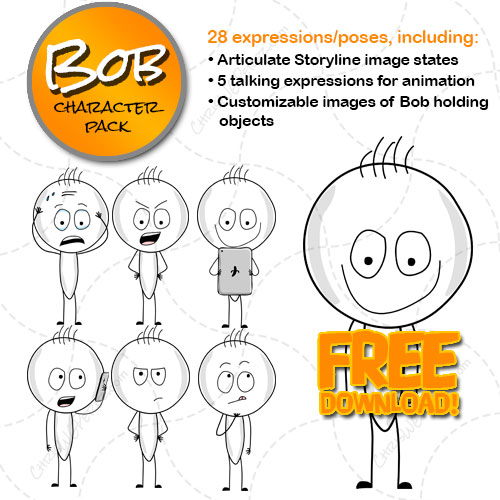 BOB
CHARACTER
PACK
28 expressions/poses, including:
• Articulate Storyline image states
• 5 talking expressions for animation
• Customizable images of Bob holding
objects
FREE
DOWNLOAD!